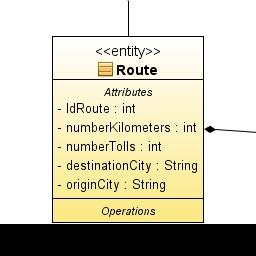 <<entity>>
Route
Attributes
- IdRoute : int
- numberKilometers : int
- numberTolls : int
- destinationCity : String
- originCity : String
Operations